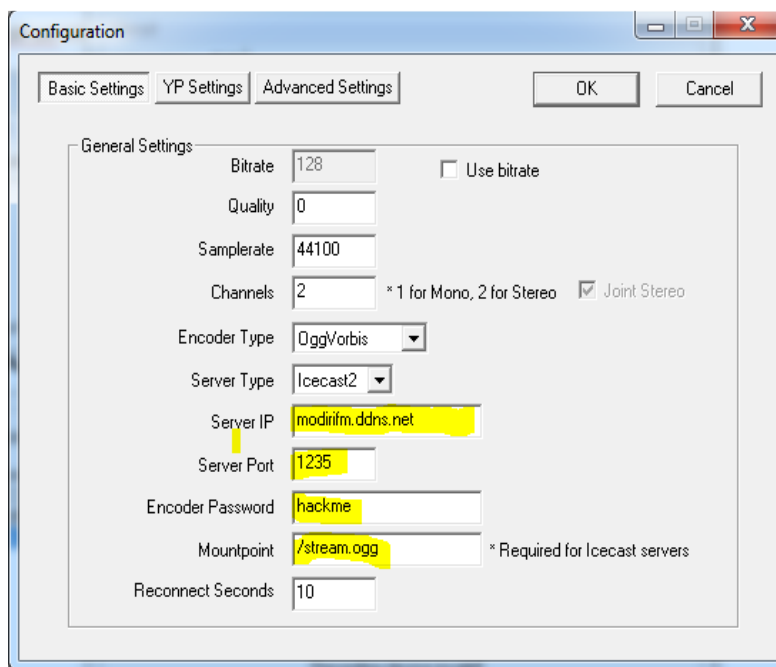 Configuration
Basic Settings YP Settings Advanced Settings OK Cancel
General Settings
Bitrate 128 Use bitrate
Quality 0
Samplerate 44100
Channels 2 * 1 for Mono, 2 for Stereo Joint Stereo
Encoder Type OggVorbis
Server Type Icecast2
Server IP modirifm.ddns.net
Server Port 1235
Encoder Password hackme
Mountpoint /stream.ogg * Required for Icecast servers
Reconnect Seconds 10